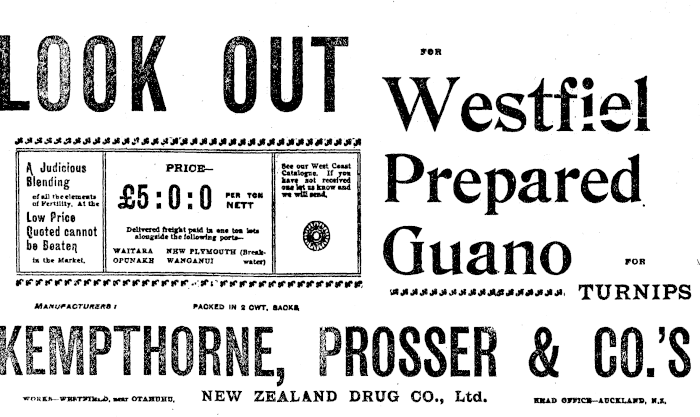 LOOK OUT
FOR
Westfiel
Prepared
Guano
FOR
TURNIPS
A Judicious
Blending
of all the elements
of Fertility. At the
Low Price
Quoted cannot
be Beaten
in the Market.
PRICE—
£5:0:0 PER TON
NETT
Delivered freight paid in one ton lots
alongside the following ports—
WAITARA NEW PLYMOUTH (Break-
OPUNAKH WANGANUI water)
See our West Coast
Catalogue. If you
have not received
one let us know and
we will send.
MANUFACTURERS:
PACKED IN 2 CWT. SACKS.
KEMPTHORNE, PROSSER & CO.'S
WORKS—WESTFIELD, near OTAHUHU.
NEW ZEALAND DRUG CO., Ltd.
HEAD OFFICE—AUCKLAND, N.Z.